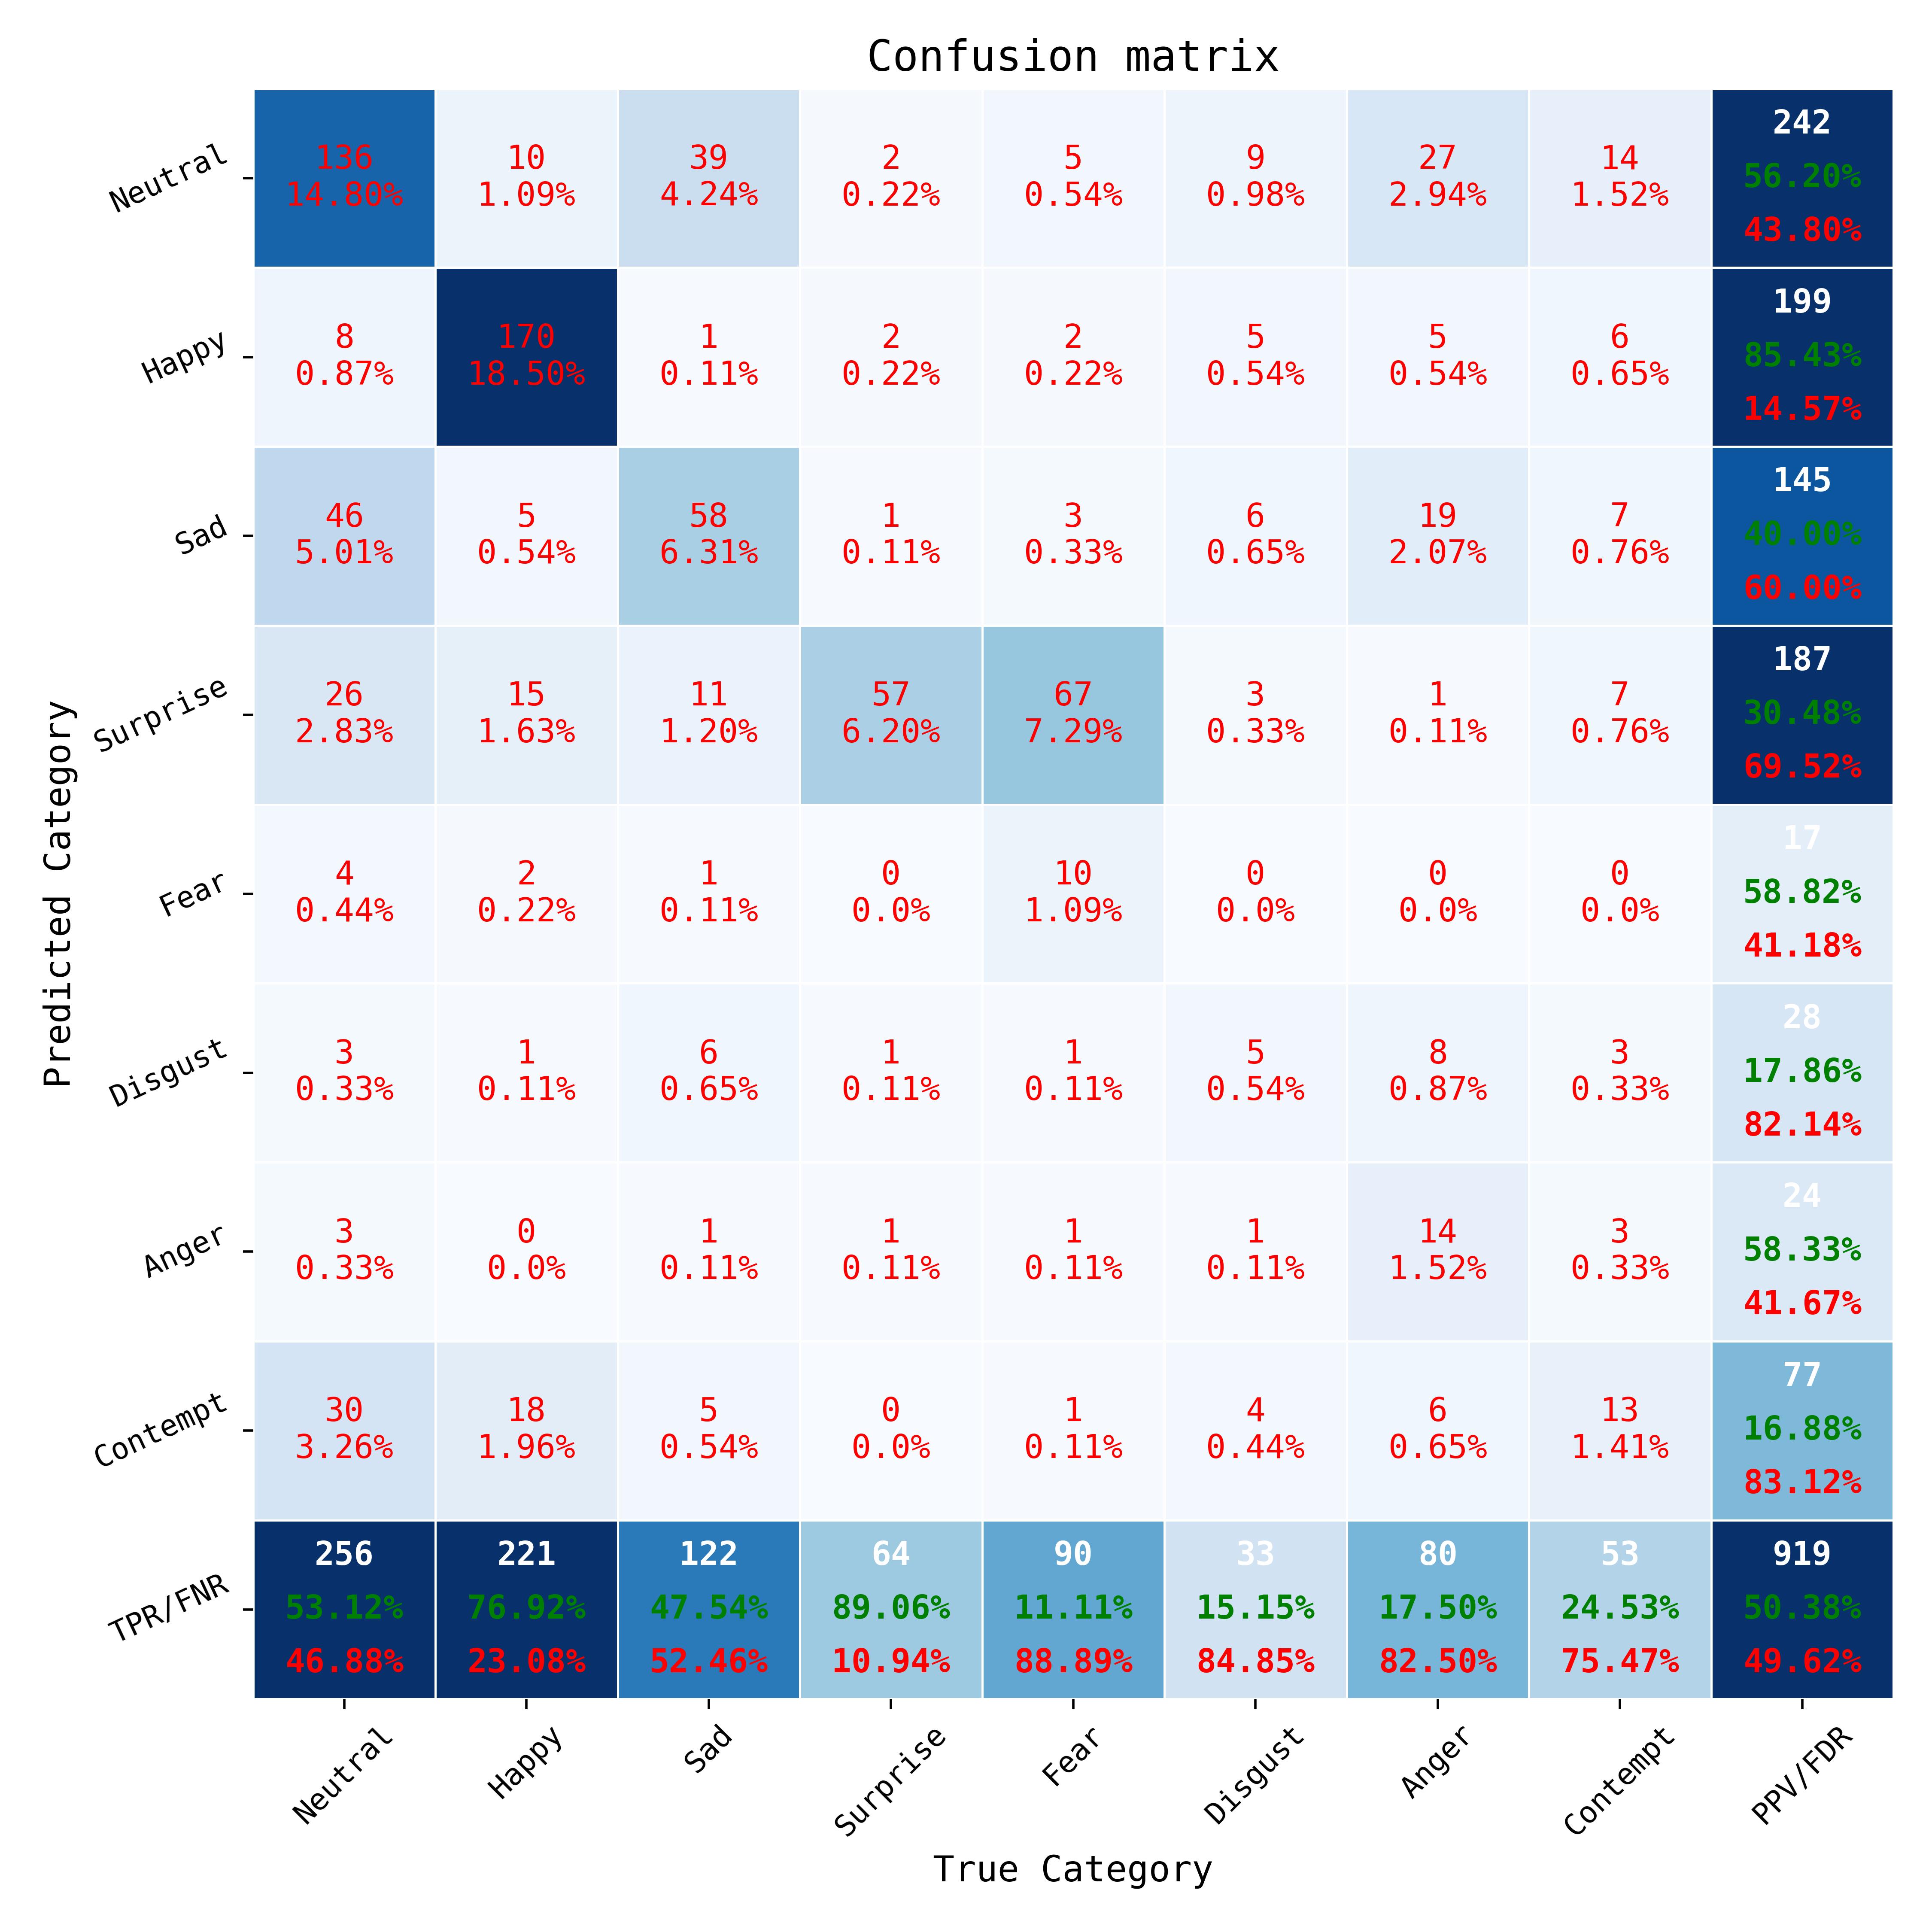 Confusion matrix
Predicted Category
Neutral
136 10 39 2 5 9 27 14 242
14.80% 1.09% 4.24% 0.22% 0.54% 0.98% 2.94% 1.52% 56.20%
43.80%
Happy
8 170 1 2 2 5 5 6 199
0.87% 18.50% 0.11% 0.22% 0.22% 0.54% 0.54% 0.65% 85.43%
14.57%
Sad
46 5 58 1 3 6 19 7 145
5.01% 0.54% 6.31% 0.11% 0.33% 0.65% 2.07% 0.76% 40.00%
60.00%
Surprise
26 15 11 57 67 3 1 7 187
2.83% 1.63% 1.20% 6.20% 7.29% 0.33% 0.11% 0.76% 30.48%
69.52%
Fear
4 2 1 0 10 0 0 0 17
0.44% 0.22% 0.11% 0.0% 1.09% 0.0% 0.0% 0.0% 58.82%
41.18%
Disgust
3 1 6 1 1 5 8 3 28
0.33% 0.11% 0.65% 0.11% 0.11% 0.54% 0.87% 0.33% 17.86%
82.14%
Anger
3 0 1 1 1 1 14 3 24
0.33% 0.0% 0.11% 0.11% 0.11% 0.11% 1.52% 0.33% 58.33%
41.67%
Contempt
30 18 5 0 1 4 6 13 77
3.26% 1.96% 0.54% 0.0% 0.11% 0.44% 0.65% 1.41% 16.88%
83.12%
TPR/FNR
256 221 122 64 90 33 80 53 919
53.12% 76.92% 47.54% 89.06% 11.11% 15.15% 17.50% 24.53% 50.38%
46.88% 23.08% 52.46% 10.94% 88.89% 84.85% 82.50% 75.47% 49.62%
Neutral Happy Sad Surprise Fear Disgust Anger Contempt PPV/FDR
True Category